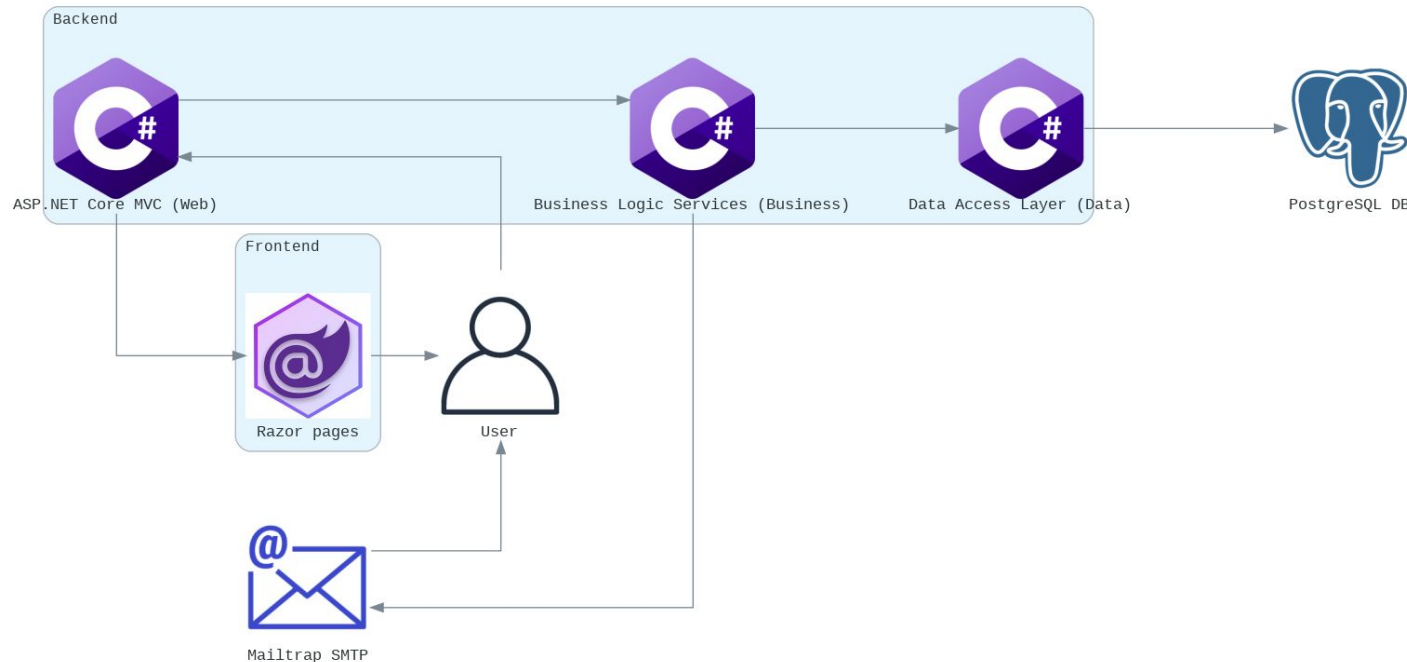 Backend
#
#
#
ASP.NET Core MVC (Web)
Business Logic Services (Business)
Data Access Layer (Data)
PostgreSQL DB
Frontend
@
Razor pages
User
@
Mailtrap SMTP